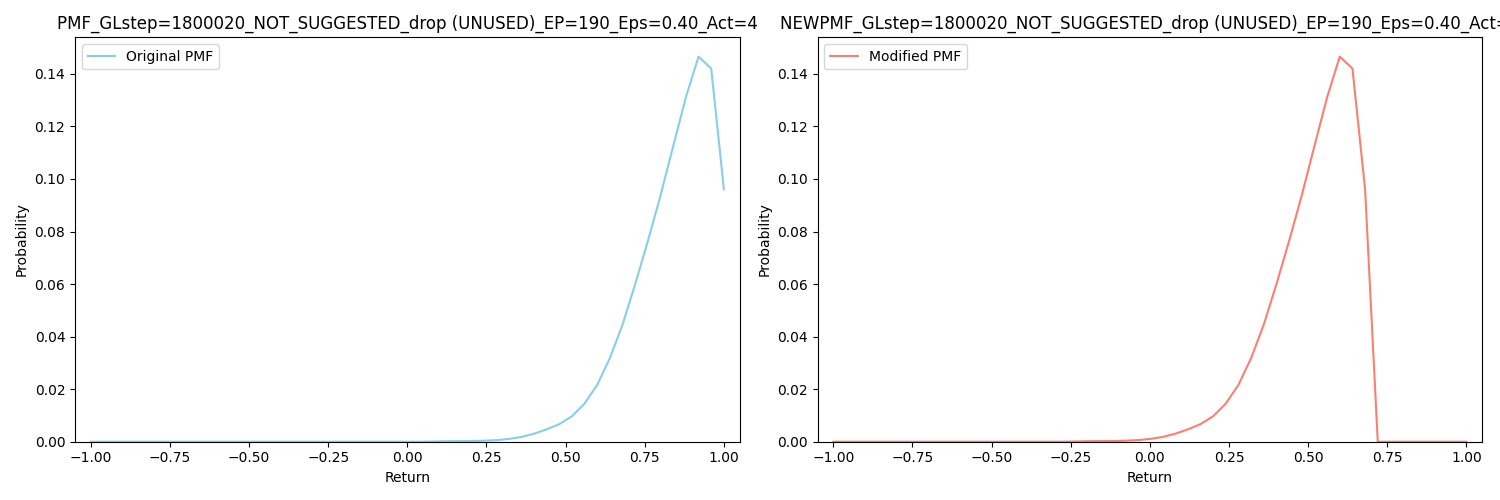 PMF_GLstep=1800020_NOT_SUGGESTED_drop (UNUSED)_EP=190_Eps=0.40_Act=4
Original PMF
0.14
0.12
0.10
0.08
0.06
0.04
0.02
0.00
Probability
−1.00 −0.75 −0.50 −0.25 0.00 0.25 0.50 0.75 1.00
Return
NEWPMF_GLstep=1800020_NOT_SUGGESTED_drop (UNUSED)_EP=190_Eps=0.40_Act=
Modified PMF
0.14
0.12
0.10
0.08
0.06
0.04
0.02
0.00
Probability
−1.00 −0.75 −0.50 −0.25 0.00 0.25 0.50 0.75 1.00
Return